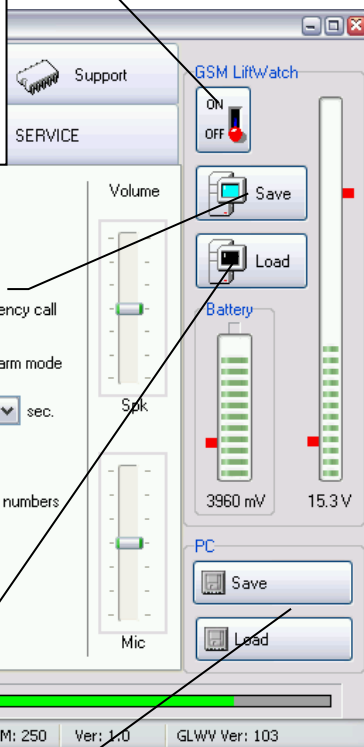 Support
GSM LiftWatch
ON
OFF
SERVICE
Volume
Save
Load
ency call
Battery
arm mode
Spk
sec.
numbers
3960 mV
15.3 V
PC
Save
Load
Mic
M: 250
Ver: 1.0
GLWV Ver: 103